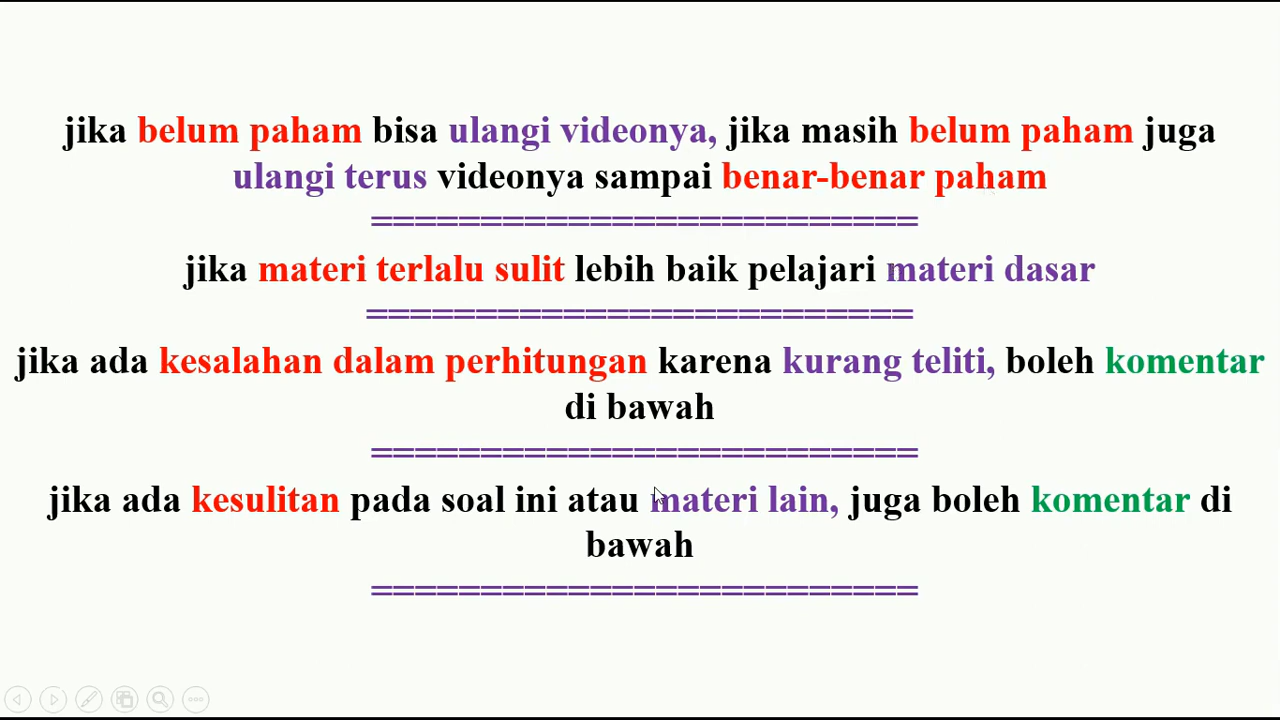 jika belum paham bisa ulangi videonya, jika masih belum paham juga
ulangi terus videonya sampai benar-benar paham
=========================
jika materi terlalu sulit lebih baik pelajari materi dasar
=========================
jika ada kesalahan dalam perhitungan karena kurang teliti, boleh komentar
di bawah
=========================
jika ada kesulitan pada soal ini atau materi lain, juga boleh komentar di
bawah
=========================